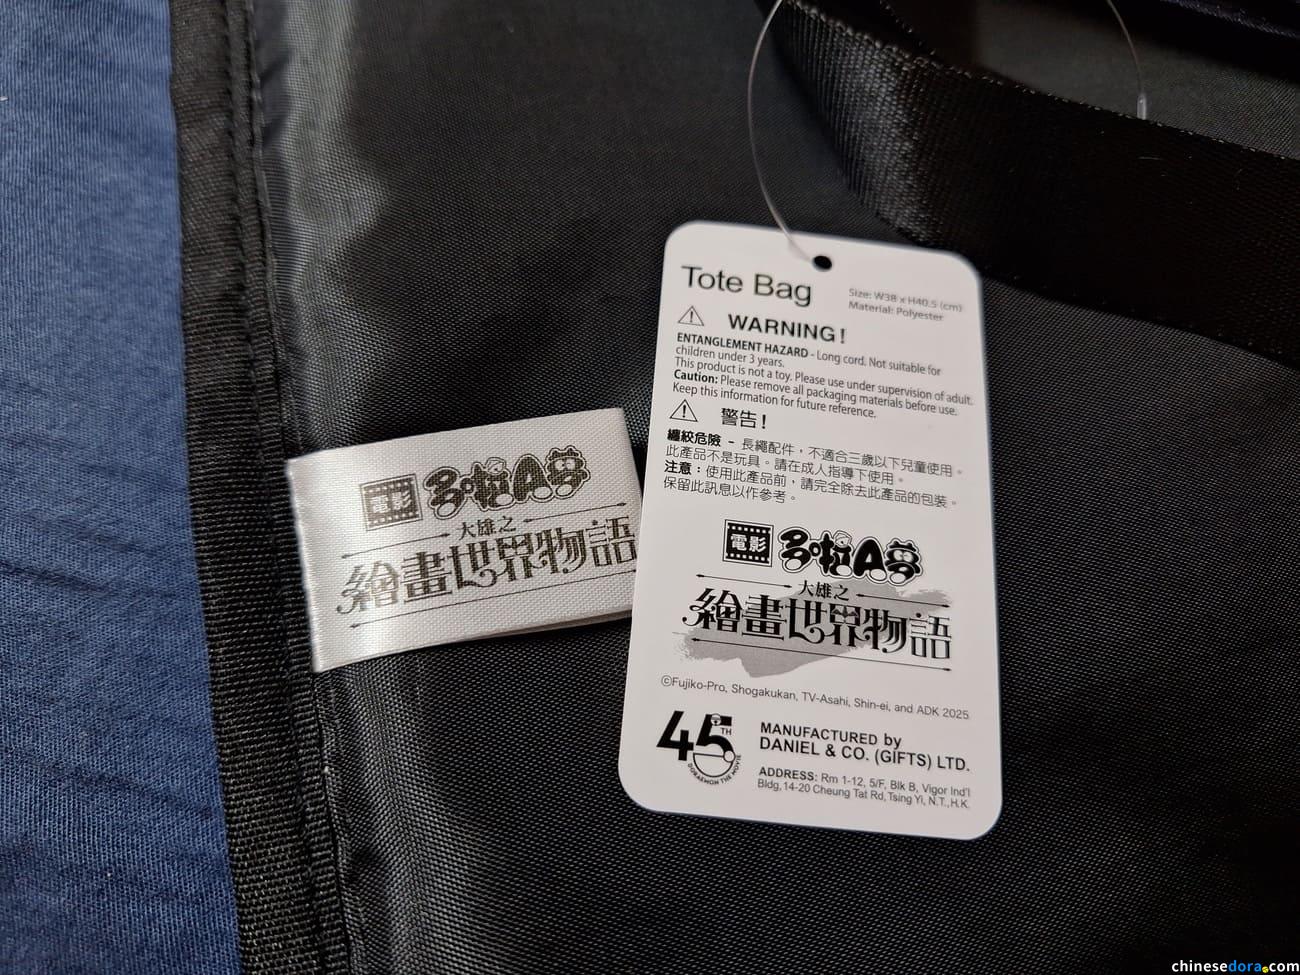 電影 多啦A夢
大雄之
繪畫世界物語
Tote Bag
Size: W38 x H40.5 (cm)
Material: Polyester
WARNING!
ENTANGLEMENT HAZARD - Long cord. Not suitable for
children under 3 years.
This product is not a toy. Please use under supervision of adult.
Caution: Please remove all packaging materials before use.
Keep this information for future reference.
警告!
纏絞危險 - 長繩配件，不適合三歲以下兒童使用。
此產品不是玩具。請在成人指導下使用。
注意：使用此產品前，請完全除去此產品的包裝。
保留此訊息以作參考。
電影 多啦A夢
大雄之
繪畫世界物語
©Fujiko-Pro, Shogakukan, TV-Asahi, Shin-ei, and ADK 2025
45TH
DORAEMON THE MOVIE
MANUFACTURED by
DANIEL & CO. (GIFTS) LTD.
ADDRESS: Rm 1-12, 5/F, Blk B, Vigor Ind'l
Bldg,14-20 Cheung Tat Rd,Tsing Yi, N.T.,H.K.
chinesedora.com